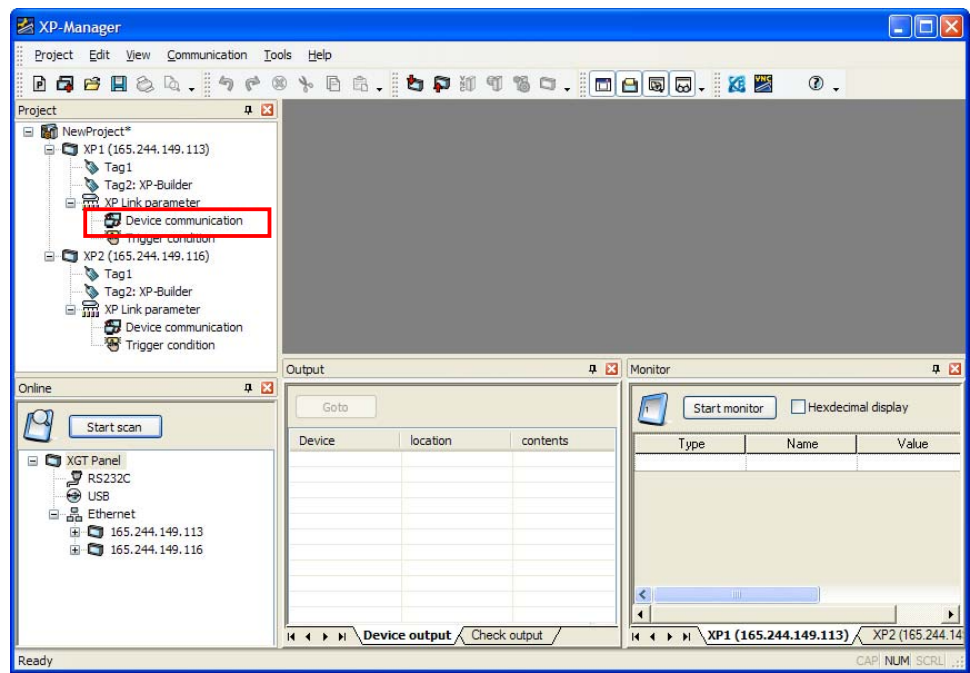 XP-Manager
Project Edit View Communication Tools Help
Project
NewProject*
XP1 (165.244.149.113)
Tag1
Tag2: XP-Builder
XP Link parameter
Device communication
Trigger condition
XP2 (165.244.149.116)
Tag1
Tag2: XP-Builder
XP Link parameter
Device communication
Trigger condition
Online
Start scan
XGT Panel
RS232C
USB
Ethernet
165.244.149.113
165.244.149.116
Output
Goto
Device location contents
Device output Check output
Monitor
Start monitor Hexdecimal display
Type Name Value
XP1 (165.244.149.113) XP2 (165.244.14
Ready CAP NUM SCRL